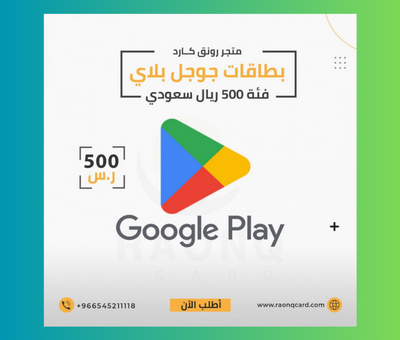 متجر رونق كارد
بطاقات جوجل بلاي
فئة 500 ريال سعودي
500
ر.س
Google Play
RAONQ
CARD
+966545211118
أطلب الآن
www.raonqcard.com